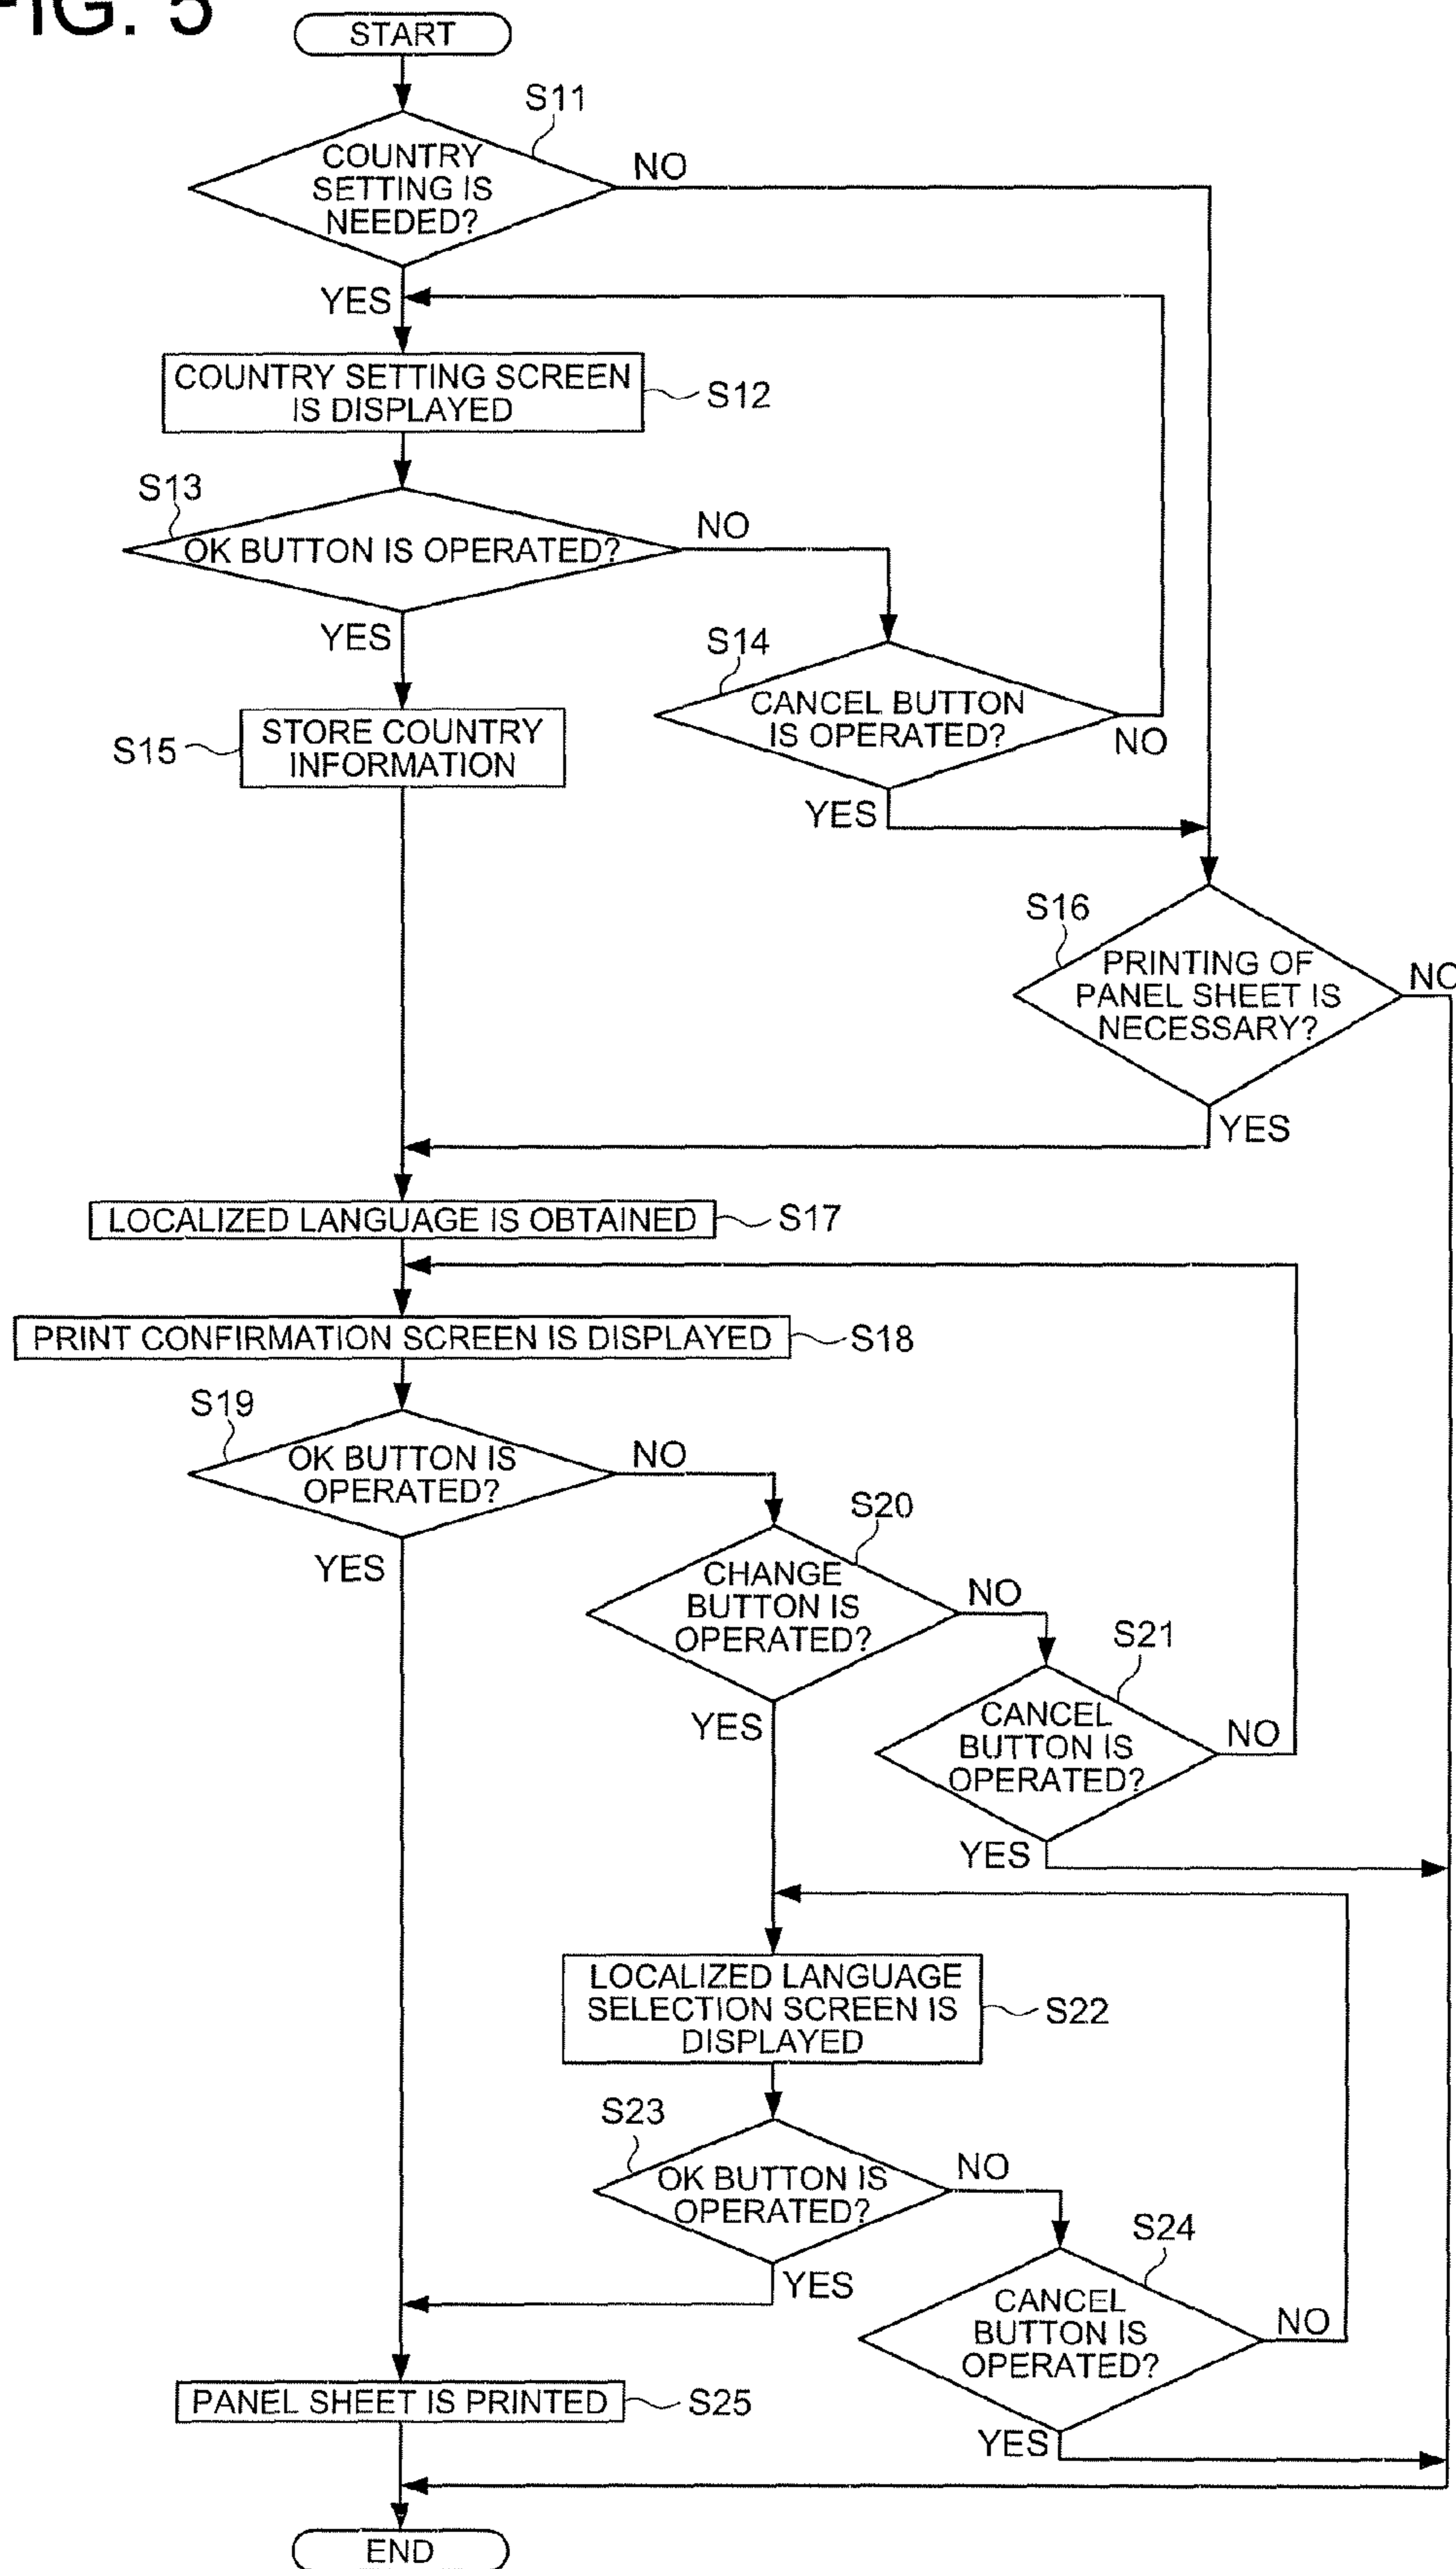 FIG. 5
START
S11
COUNTRY
SETTING IS
NEEDED?
NO
YES
COUNTRY SETTING SCREEN
IS DISPLAYED
S12
S13
OK BUTTON IS OPERATED?
NO
YES
S14
CANCEL BUTTON
IS OPERATED?
NO
YES
S15
STORE COUNTRY
INFORMATION
S16
PRINTING OF
PANEL SHEET IS
NECESSARY?
NO
YES
LOCALIZED LANGUAGE IS OBTAINED
S17
PRINT CONFIRMATION SCREEN IS DISPLAYED
S18
S19
OK BUTTON IS
OPERATED?
NO
YES
S20
CHANGE
BUTTON IS
OPERATED?
NO
YES
S21
CANCEL
BUTTON IS
OPERATED?
NO
YES
LOCALIZED LANGUAGE
SELECTION SCREEN IS
DISPLAYED
S22
S23
OK BUTTON IS
OPERATED?
NO
YES
S24
CANCEL
BUTTON IS
OPERATED?
NO
YES
PANEL SHEET IS PRINTED
S25
END